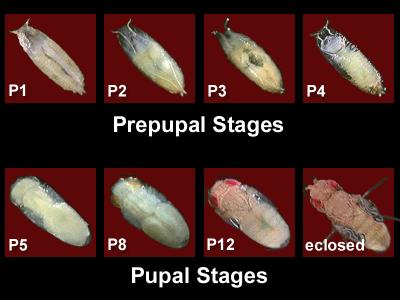 P1 P2 P3 P4
Prepupal Stages
P5 P8 P12 eclosed
Pupal Stages